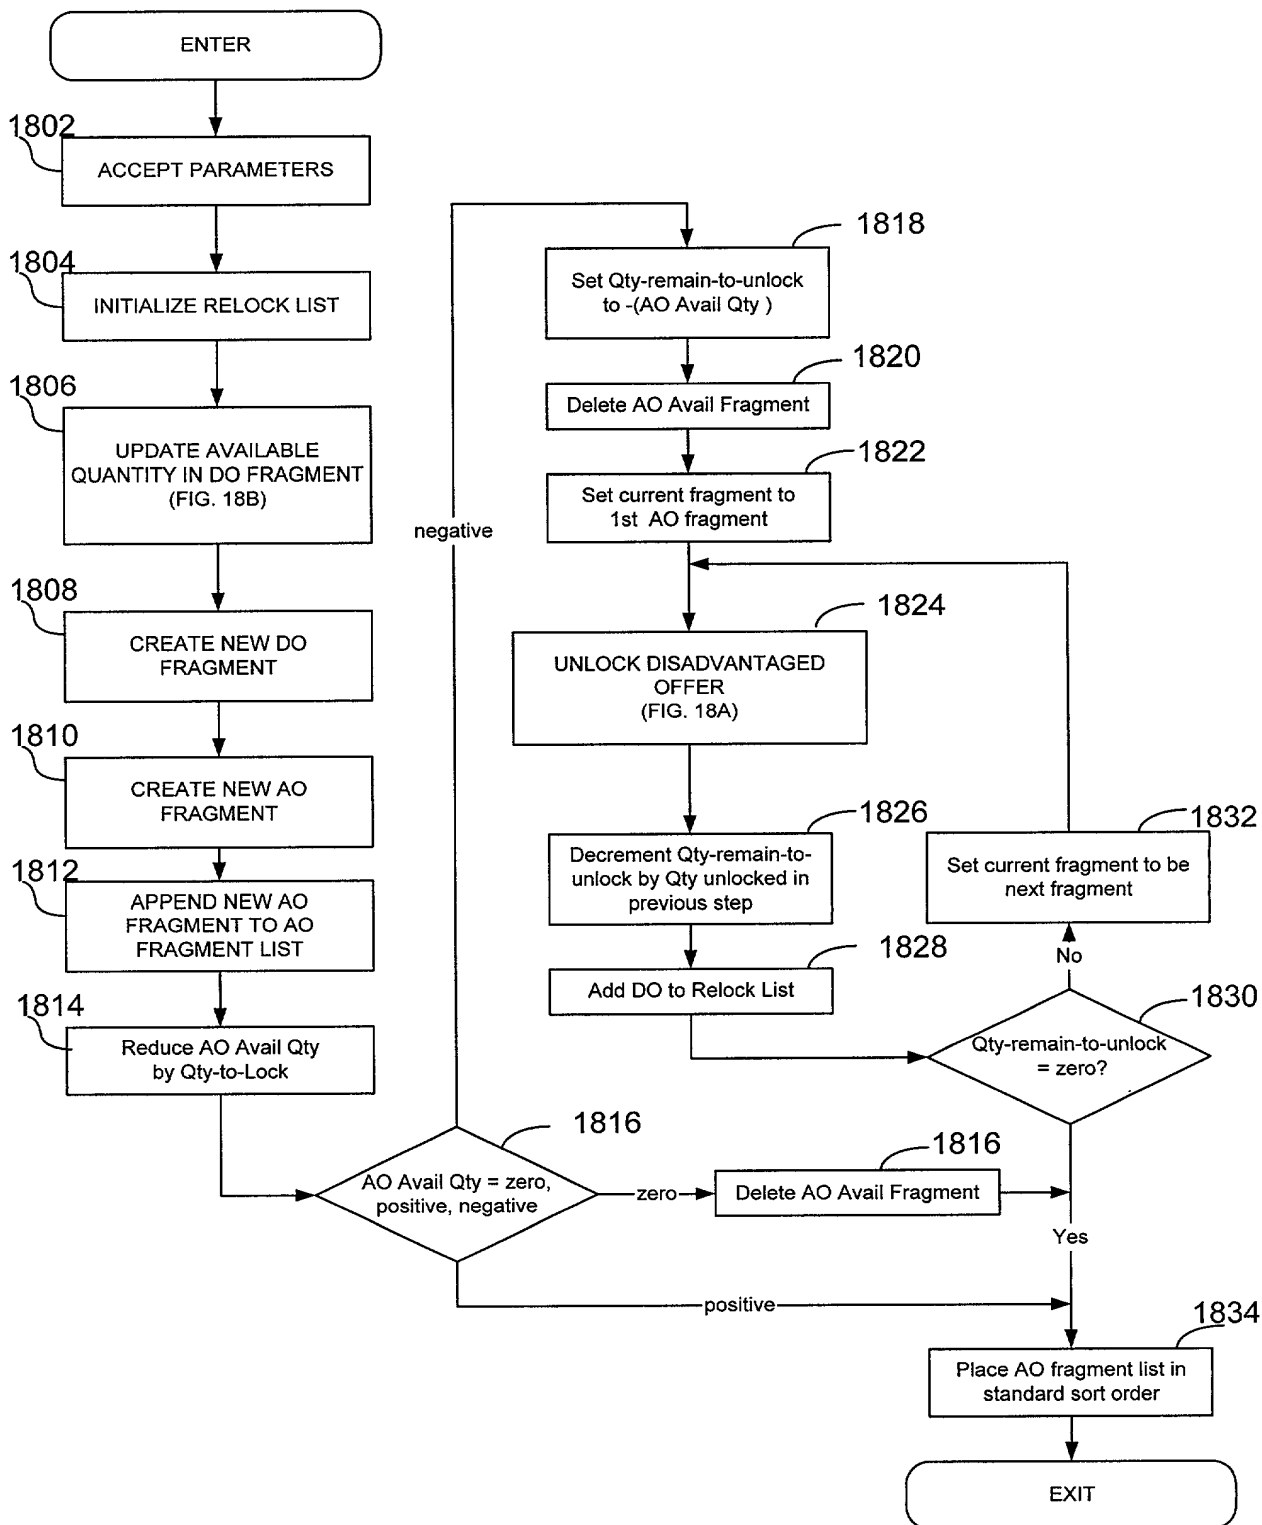 ENTER
1802
ACCEPT PARAMETERS
1804
INITIALIZE RELOCK LIST
1806
UPDATE AVAILABLE
QUANTITY IN DO FRAGMENT
(FIG. 18B)
1808
CREATE NEW DO
FRAGMENT
1810
CREATE NEW AO
FRAGMENT
1812
APPEND NEW AO
FRAGMENT TO AO
FRAGMENT LIST
1814
Reduce AO Avail Qty
by Qty-to-Lock
1816
AO Avail Qty = zero,
positive, negative
negative
zero
positive
1816
Delete AO Avail Fragment
1818
Set Qty-remain-to-unlock
to -(AO Avail Qty )
1820
Delete AO Avail Fragment
1822
Set current fragment to
1st AO fragment
1824
UNLOCK DISADVANTAGED
OFFER
(FIG. 18A)
1826
Decrement Qty-remain-to-
unlock by Qty unlocked in
previous step
1828
Add DO to Relock List
1830
Qty-remain-to-unlock
= zero?
No
1832
Set current fragment to be
next fragment
Yes
1834
Place AO fragment list in
standard sort order
EXIT